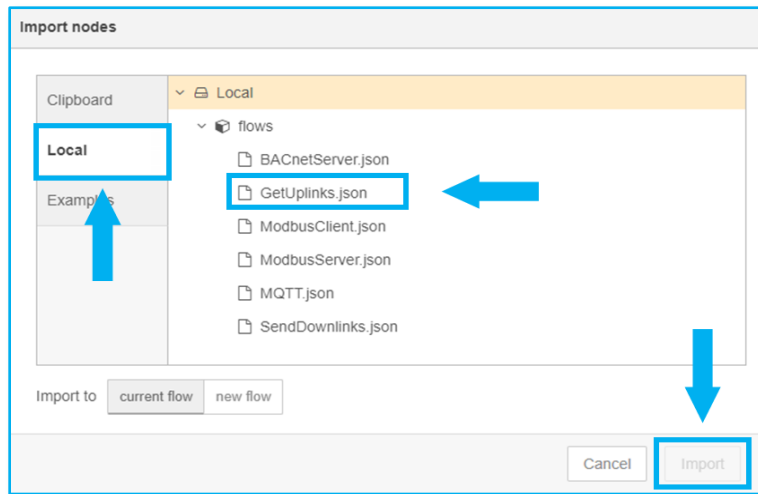 Import nodes
Clipboard
Local
Examples
Local
flows
BACnetServer.json
GetUplinks.json
ModbusClient.json
ModbusServer.json
MQTT.json
SendDownlinks.json
Import to current flow new flow
Cancel Import